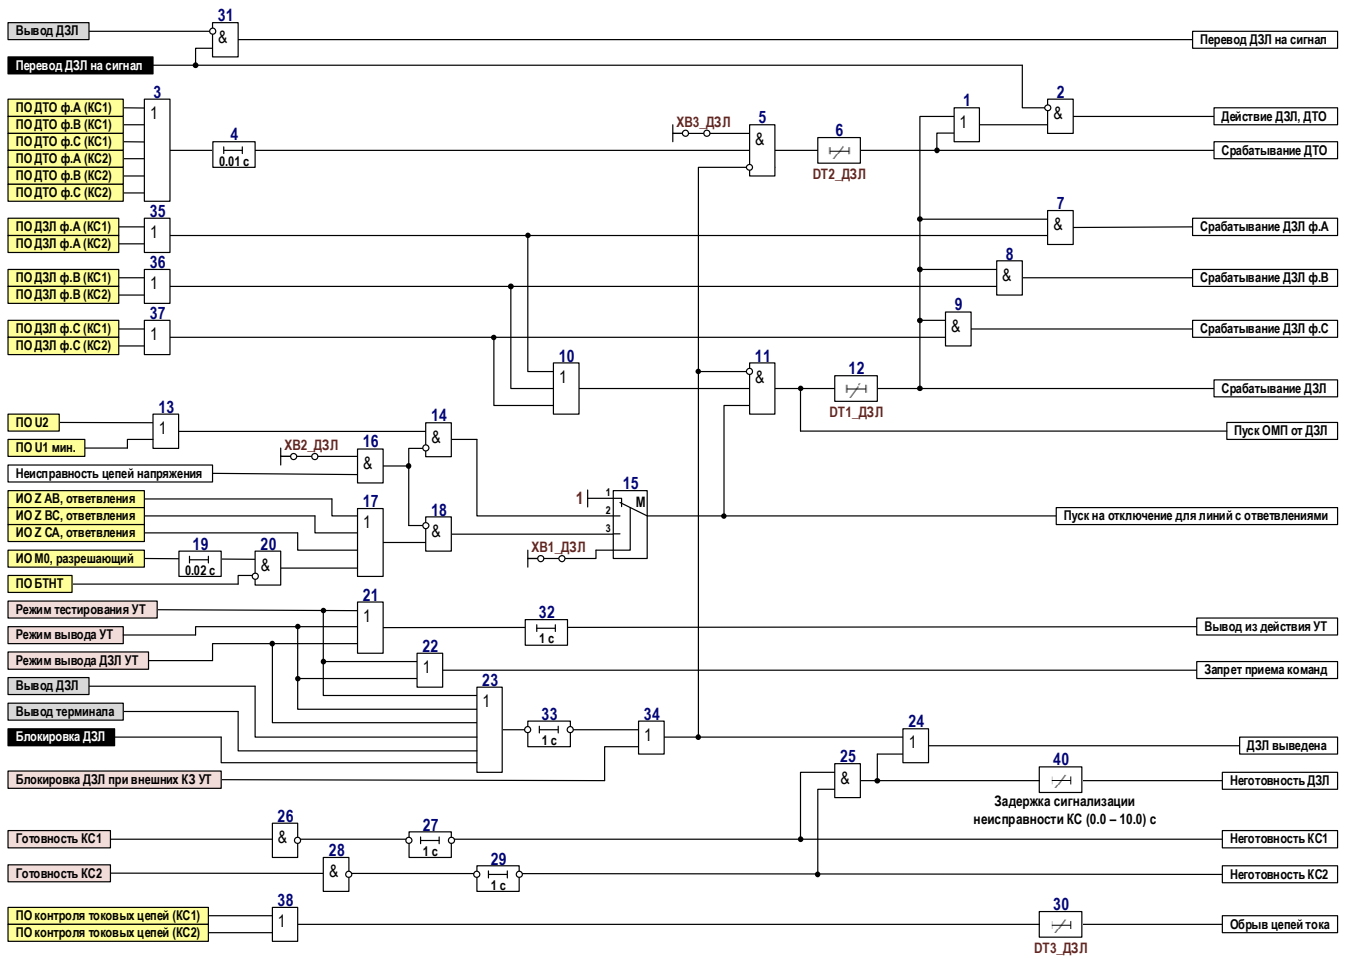 31
Вывод ДЗЛ
&
Перевод ДЗЛ на сигнал
Перевод ДЗЛ на сигнал
3
ПО ДТО ф.А (КС1)
ПО ДТО ф.В (КС1)
ПО ДТО ф.С (КС1)
ПО ДТО ф.А (КС2)
ПО ДТО ф.В (КС2)
ПО ДТО ф.С (КС2)
1
4
0.01 с
XB3_ДЗЛ
5
&
6
DT2_ДЗЛ
1
1
2
&
Действие ДЗЛ, ДТО
Срабатывание ДТО
35
ПО ДЗЛ ф.А (КС1)
ПО ДЗЛ ф.А (КС2)
1
7
&
Срабатывание ДЗЛ ф.А
36
ПО ДЗЛ ф.В (КС1)
ПО ДЗЛ ф.В (КС2)
1
8
&
Срабатывание ДЗЛ ф.В
37
ПО ДЗЛ ф.С (КС1)
ПО ДЗЛ ф.С (КС2)
1
9
&
Срабатывание ДЗЛ ф.С
10
1
11
&
12
DT1_ДЗЛ
Срабатывание ДЗЛ
Пуск ОМП от ДЗЛ
13
ПО U2
1
ПО U1 мин.
14
&
XB2_ДЗЛ
16
&
Неисправность цепей напряжения
ИО Z АВ, ответвления
ИО Z ВС, ответвления
ИО Z СА, ответвления
17
1
18
&
15
1
1
2
3
М
XB1_ДЗЛ
Пуск на отключение для линий с ответвлениями
19
ИО М0, разрешающий
0.02 с
20
&
ПО БТНТ
Режим тестирования УТ
Режим вывода УТ
Режим вывода ДЗЛ УТ
21
1
32
1 с
Вывод из действия УТ
22
1
Запрет приема команд
Вывод ДЗЛ
Вывод терминала
Блокировка ДЗЛ
23
1
33
1 с
34
1
24
1
ДЗЛ выведена
Блокировка ДЗЛ при внешних КЗ УТ
25
&
40
Неготовность ДЗЛ
Задержка сигнализации
неисправности КС (0.0 – 10.0) с
26
Готовность КС1
&
27
1 с
Неготовность КС1
28
Готовность КС2
&
29
1 с
Неготовность КС2
38
ПО контроля токовых цепей (КС1)
ПО контроля токовых цепей (КС2)
1
30
DT3_ДЗЛ
Обрыв цепей тока